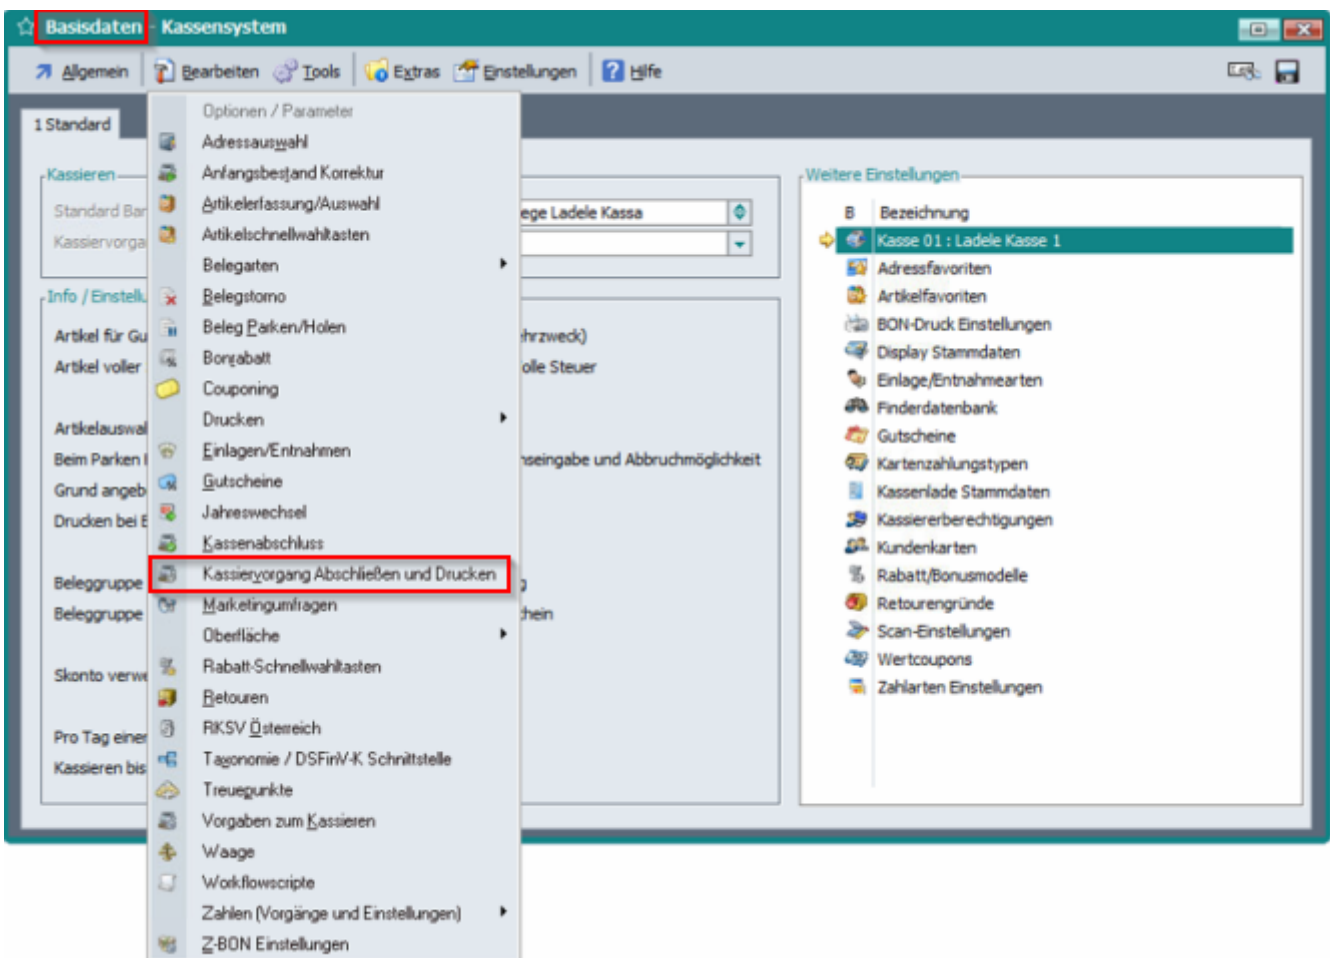 Basisdaten - Kassensystem
Allgemein Bearbeiten Tools Extras Einstellungen Hilfe
1 Standard
Optionen / Parameter
Adressauswahl
Anfangsbestand Korrektur
Artikelerfassung/Auswahl
Artikelschnellwahltasten
Belegarten
Belegstorno
Beleg Parken/Holen
Bonrabatt
Couponing
Drucken
Einlagen/Entnahmen
Gutscheine
Jahreswechsel
Kassenabschluss
Kassiervorgang Abschließen und Drucken
Marketingumfragen
Oberfläche
Rabatt-Schnellwahltasten
Retouren
RKSV Österreich
Taxonomie / DSFinV-K Schnittstelle
Treuepunkte
Vorgaben zum Kassieren
Waage
Workflowscripte
Zahlen (Vorgänge und Einstellungen)
Z-BON Einstellungen
Kassieren
Standard Bar
ege Ladele Kassa
Kassiervorga
Info / Einstellu
Artikel für Gu
hrzweck)
Artikel voller
olle Steuer
Artikelauswal
Beim Parken
nseingabe und Abbruchmöglichkeit
Grund angeb
Drucken bei E
Beleggruppe
g
Beleggruppe
chein
Skonto verwe
Pro Tag einer
Kassieren bis
Weitere Einstellungen
B Bezeichnung
Kasse 01 : Ladele Kasse 1
Adressfavoriten
Artikelfavoriten
BON-Druck Einstellungen
Display Stammdaten
Einlage/Entnahmearten
Finderdatenbank
Gutscheine
Kartenzahlungstypen
Kassenlade Stammdaten
Kassiererberechtigungen
Kundenkarten
Rabatt/Bonusmodelle
Retourengründe
Scan-Einstellungen
Wertcoupons
Zahlarten Einstellungen